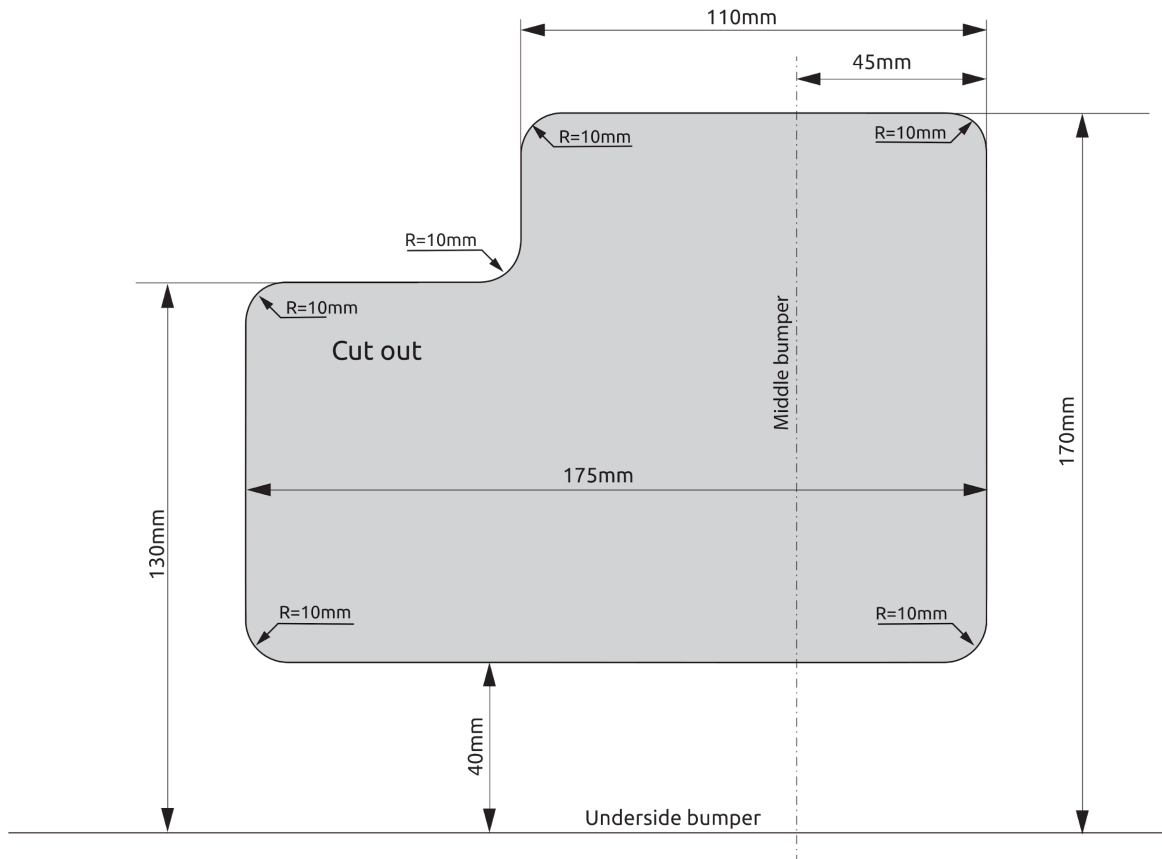 110mm
45mm
R=10mm
R=10mm
R=10mm
R=10mm
Cut out
Middle bumper
170mm
175mm
130mm
R=10mm
R=10mm
40mm
Underside bumper